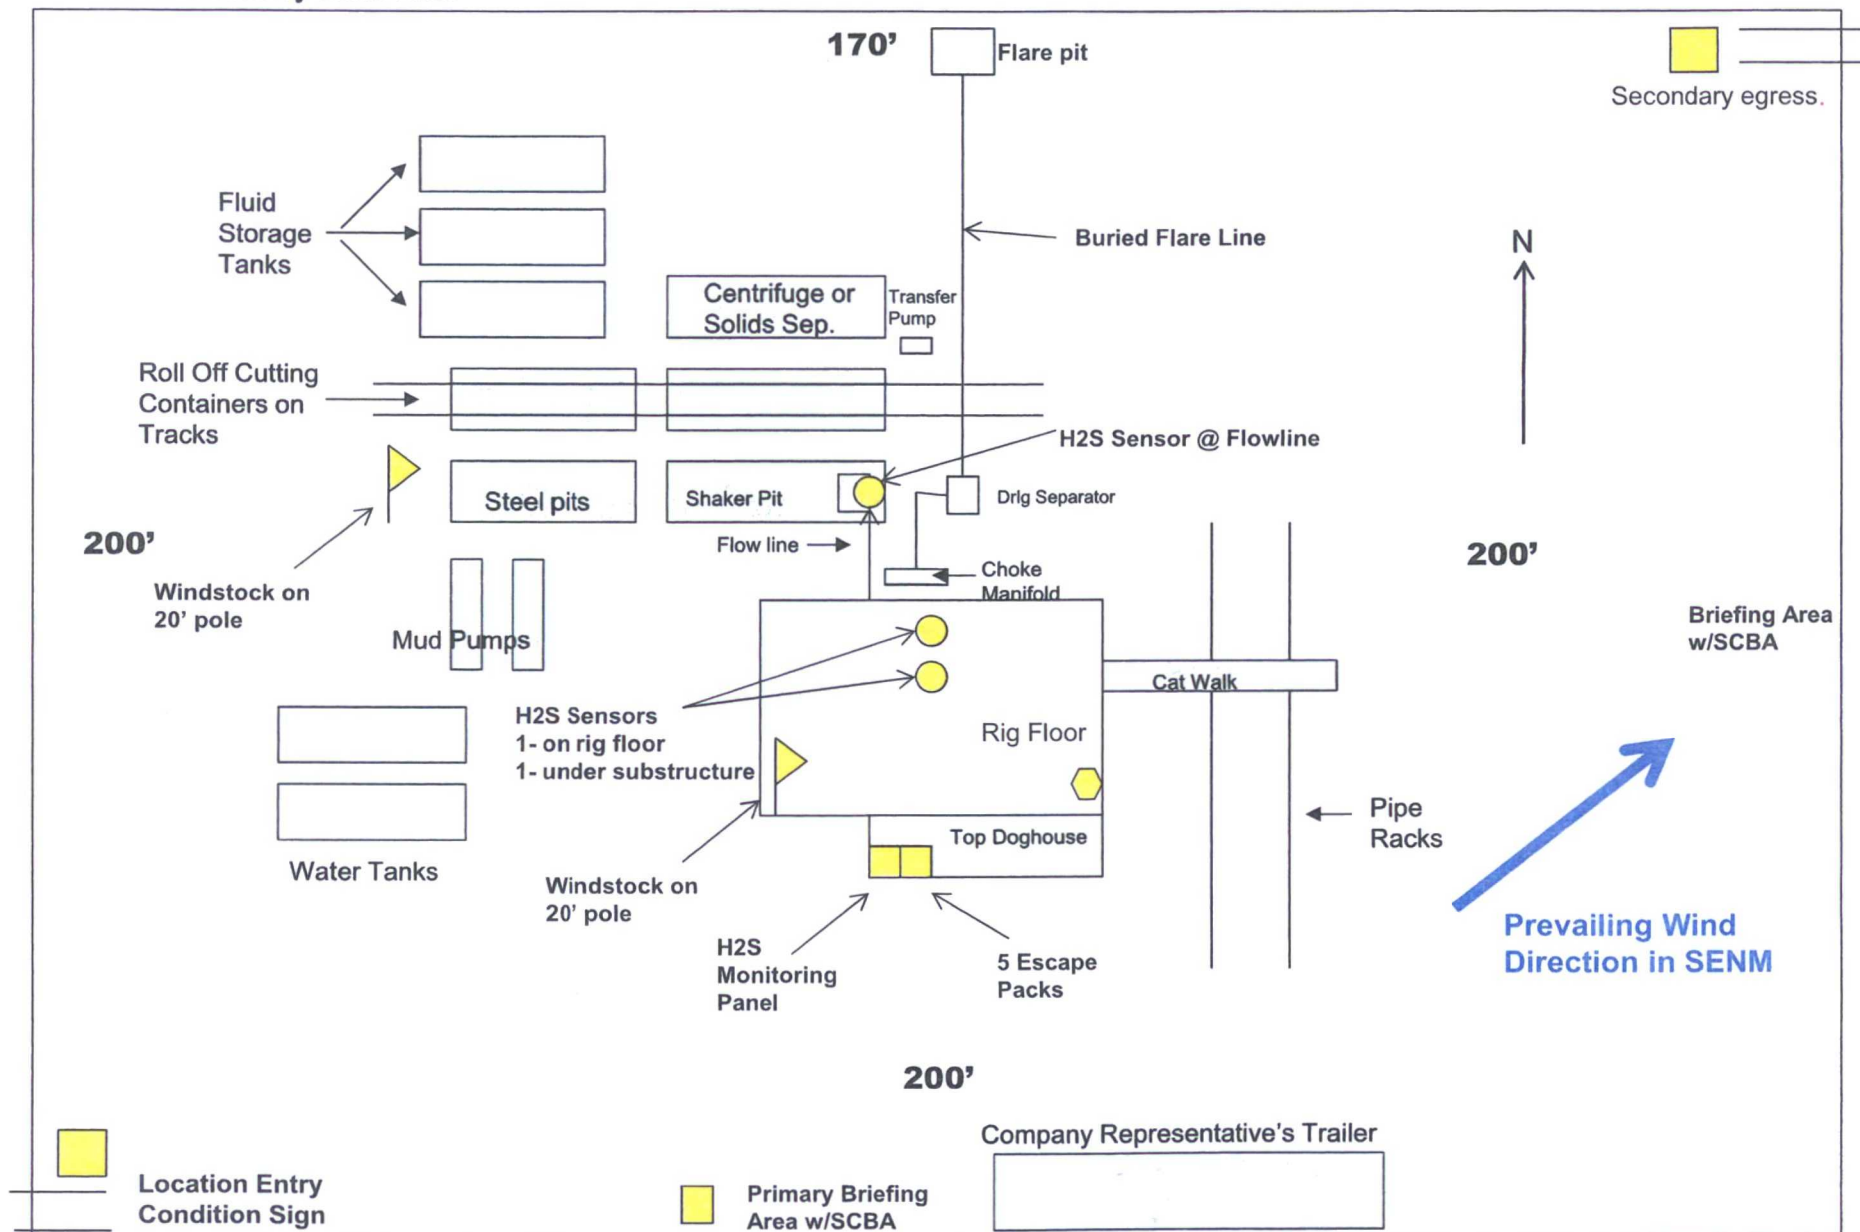 170’
Flare pit
Secondary egress.
Fluid
Storage
Tanks
Buried Flare Line
N
Centrifuge or
Solids Sep.
Transfer
Pump
Roll Off Cutting
Containers on
Tracks
H2S Sensor @ Flowline
Steel pits
Shaker Pit
Drlg Separator
200’
Flow line
200’
Windstock on
20’ pole
Choke
Manifold
Mud Pumps
Briefing Area
w/SCBA
Cat Walk
H2S Sensors
1- on rig floor
1- under substructure
Rig Floor
Pipe
Racks
Top Doghouse
Water Tanks
Windstock on
20’ pole
H2S
Monitoring
Panel
5 Escape
Packs
Prevailing Wind
Direction in SENM
200’
Company Representative’s Trailer
Location Entry
Condition Sign
Primary Briefing
Area w/SCBA